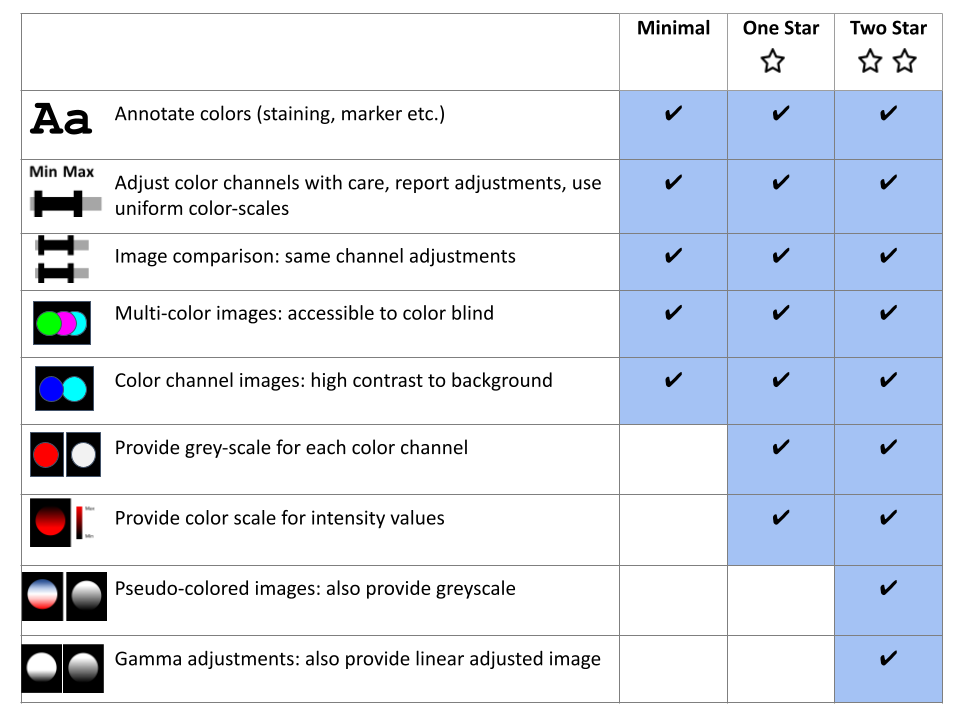 Minimal
One Star
Two Star
Aa
Annotate colors (staining, marker etc.)
✔ ✔ ✔
Min Max
Adjust color channels with care, report adjustments, use
uniform color-scales
✔ ✔ ✔
Image comparison: same channel adjustments
✔ ✔ ✔
Multi-color images: accessible to color blind
✔ ✔ ✔
Color channel images: high contrast to background
✔ ✔ ✔
Provide grey-scale for each color channel
✔ ✔
Max
Provide color scale for intensity values
✔ ✔
Min
Pseudo-colored images: also provide greyscale
✔
Gamma adjustments: also provide linear adjusted image
✔